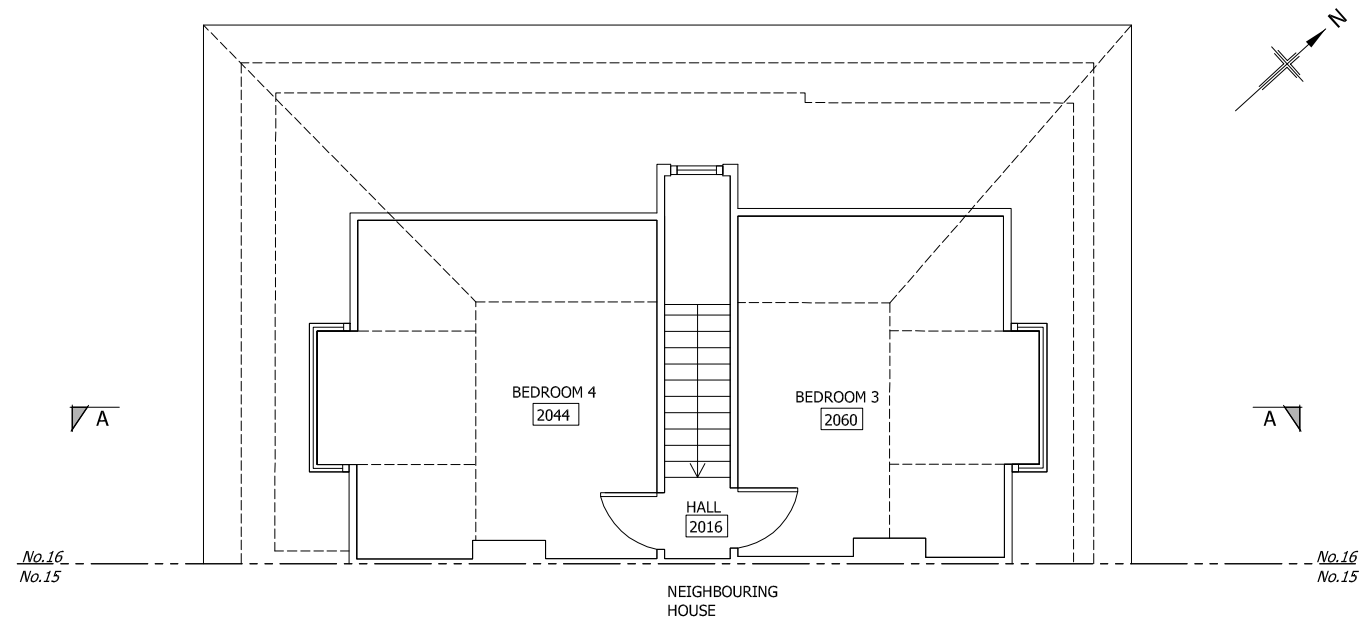 N
BEDROOM 4
2044
BEDROOM 3
2060
A
A
HALL
2016
No.16
No.15
No.16
No.15
NEIGHBOURING
HOUSE